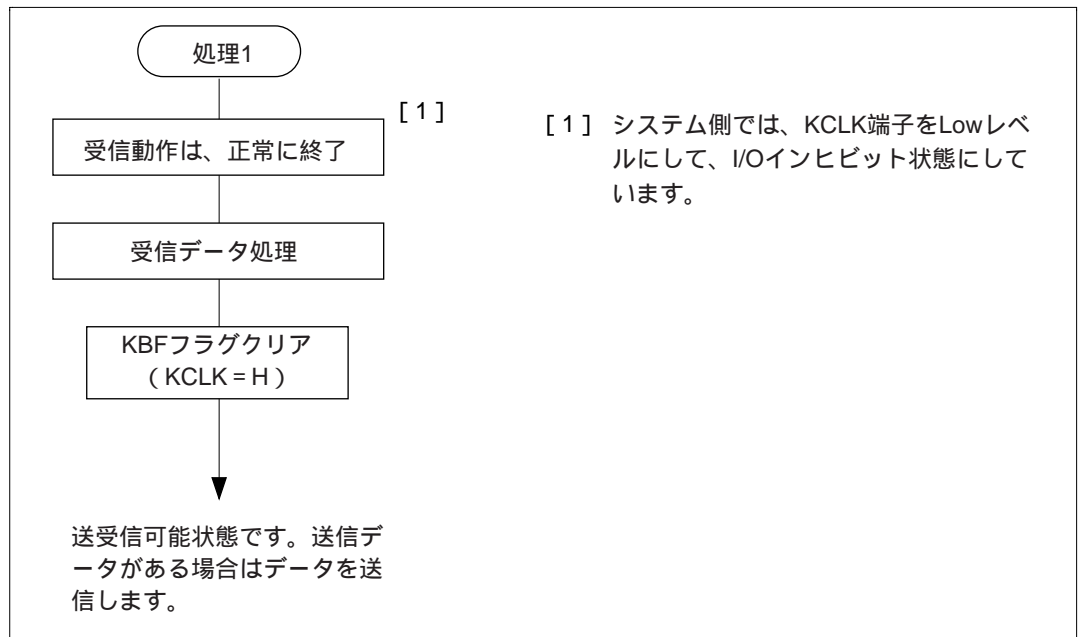 処理1
[1]
受信動作は、正常に終了
受信データ処理
KBFフラグクリア
(KCLK=H)
送受信可能状態です。送信デ
ータがある場合はデータを送
信します。
[1] システム側では、KCLK端子をLowレベ
ルにして、I/Oインヒビット状態にして
います。